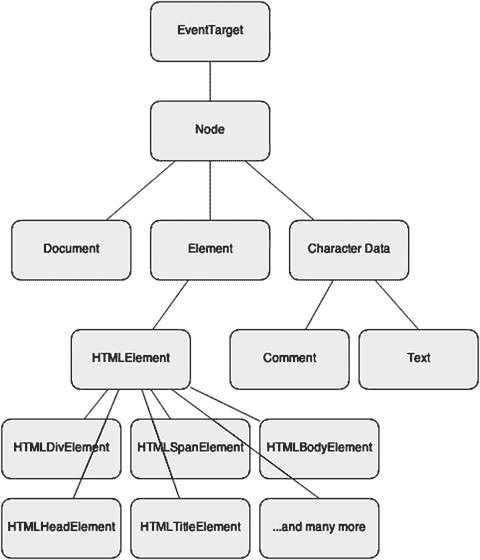 EventTarget
Node
Document
Element
Character Data
HTMLElement
Comment
Text
HTMLDivElement
HTMLSpanElement
HTMLBodyElement
HTMLHeadElement
HTMLTitleElement
...and many more